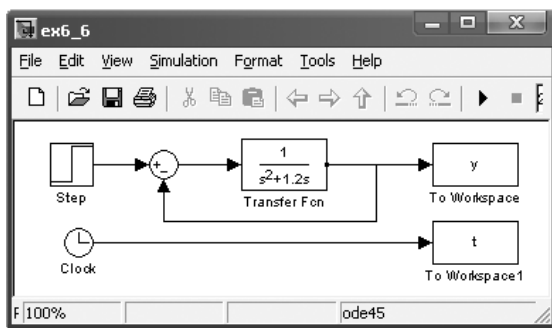 ex6_6
File Edit View Simulation Format Tools Help
Step
+
−
1
s²+1.2s
Transfer Fcn
y
To Workspace
Clock
t
To Workspace1
100%
ode45